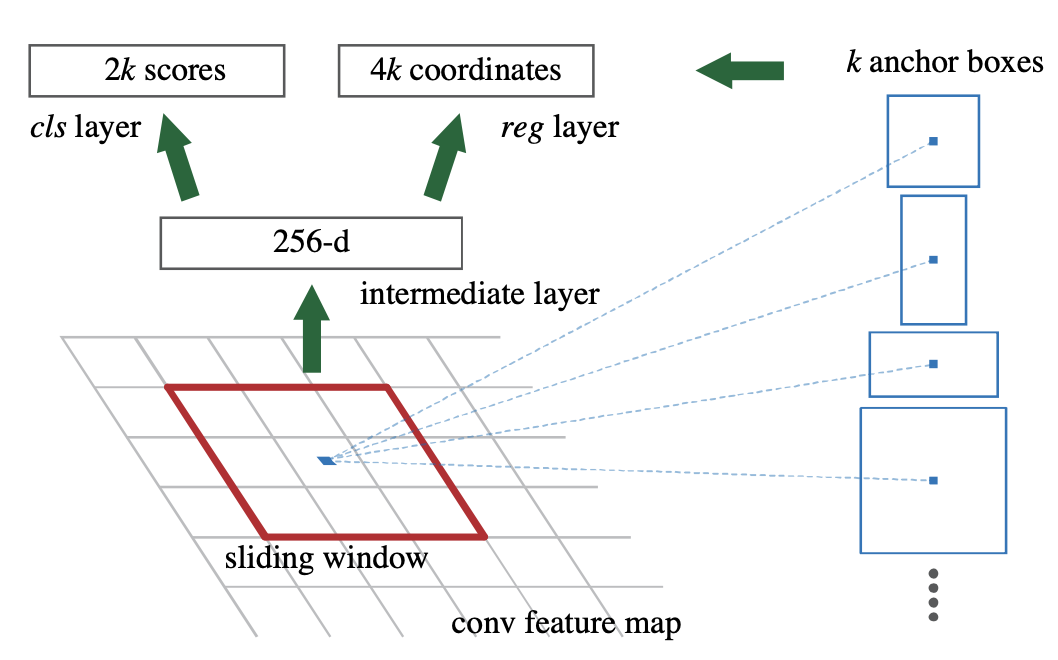 2k scores
4k coordinates
k anchor boxes
cls layer
reg layer
256-d
intermediate layer
sliding window
conv feature map